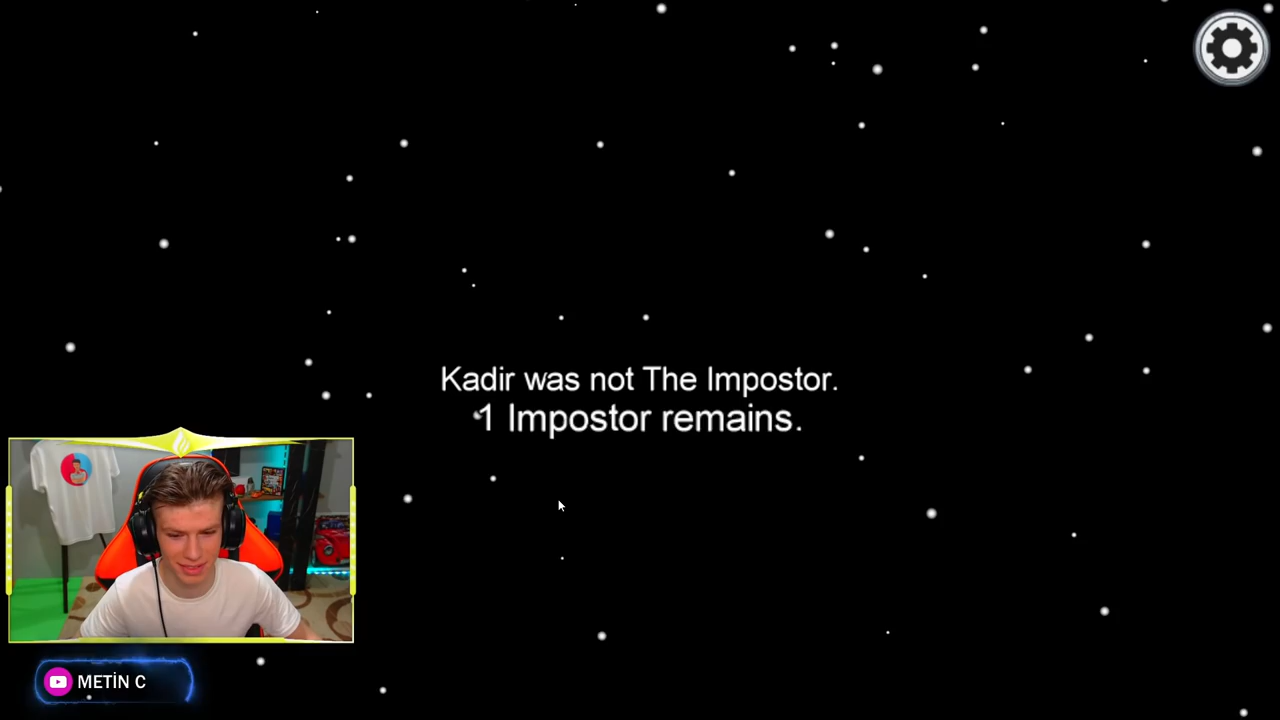 Kadir was not The Impostor.
1 Impostor remains.
METİN C